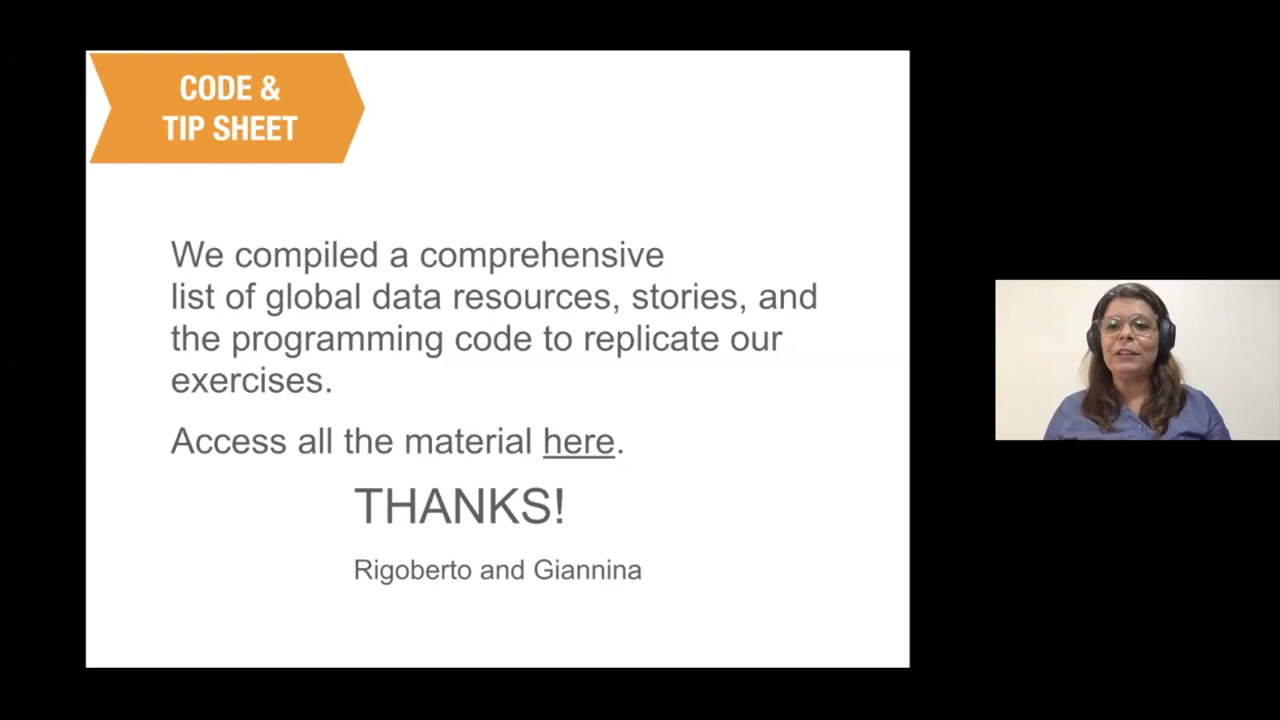 CODE &
TIP SHEET
We compiled a comprehensive
list of global data resources, stories, and
the programming code to replicate our
exercises.
Access all the material here.
THANKS!
Rigoberto and Giannina